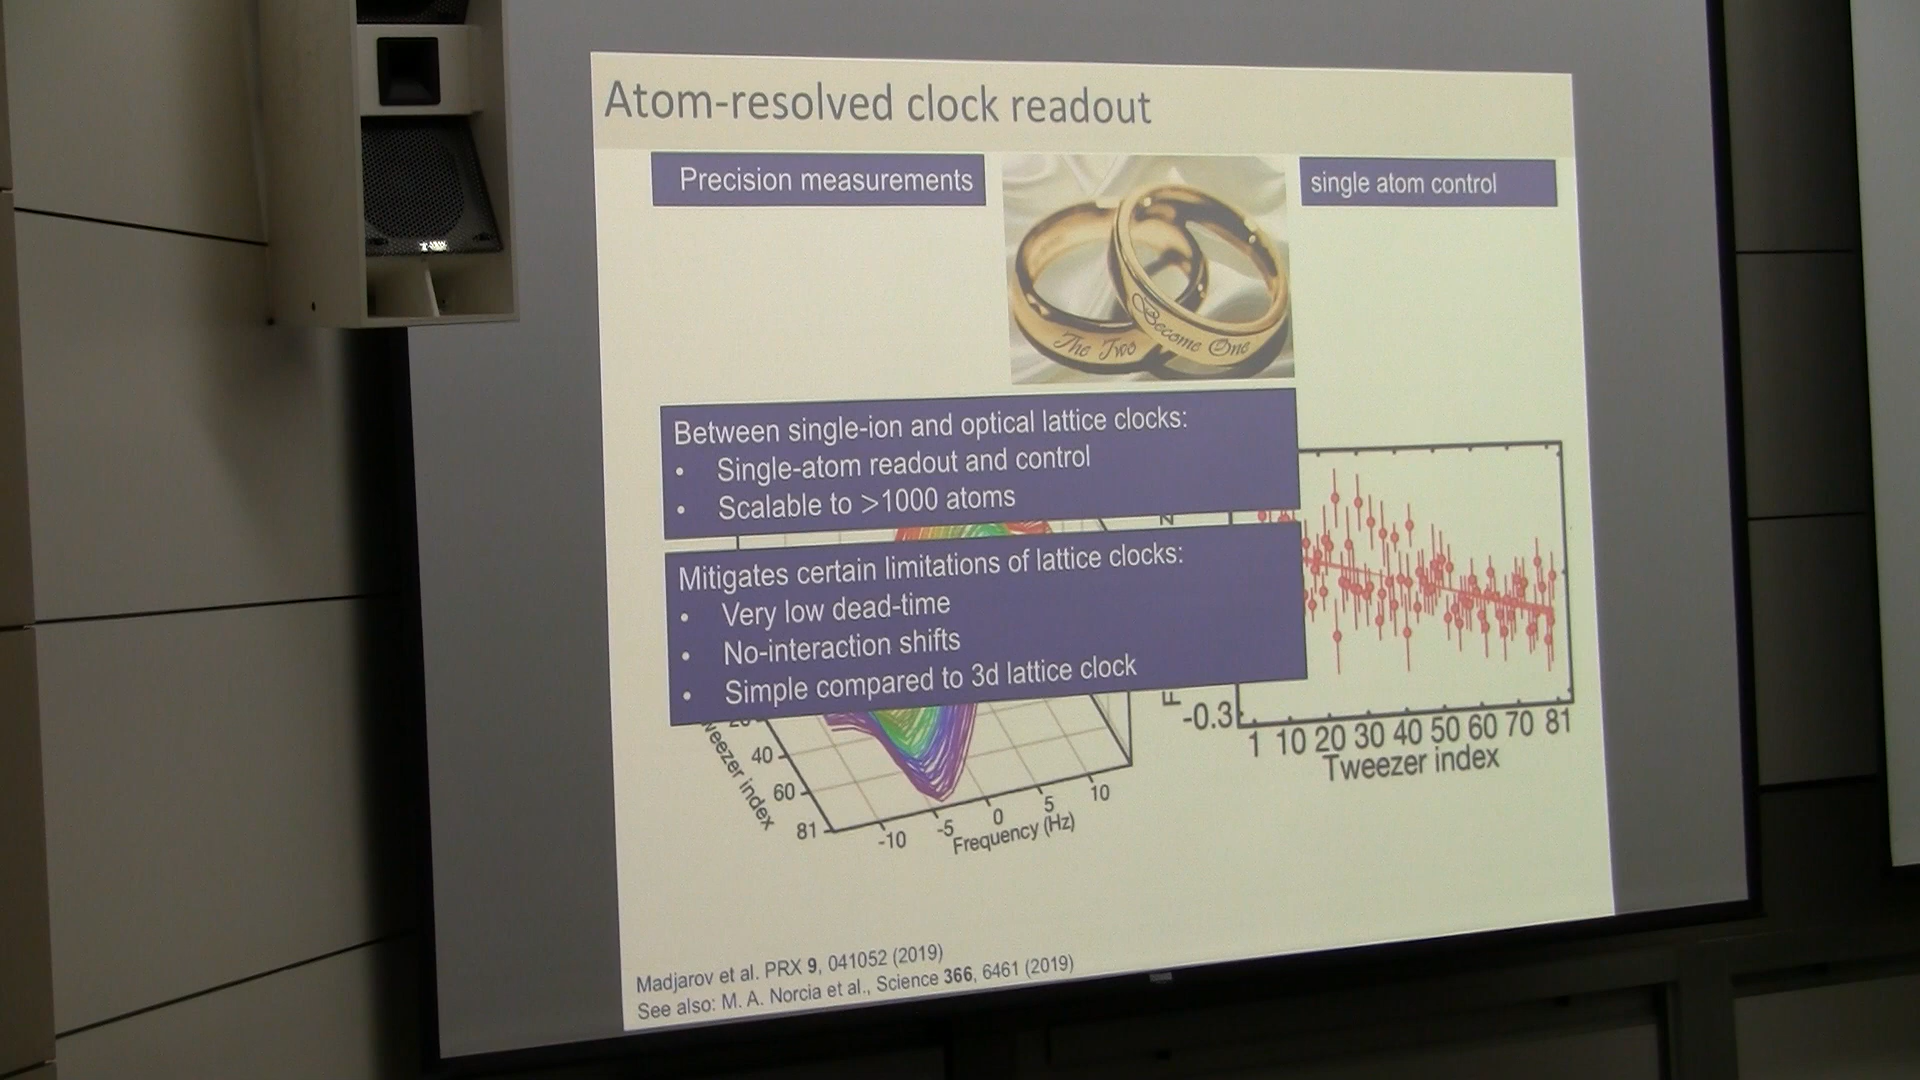 Atom-resolved clock readout
Precision measurements
single atom control
The Two
Become One
Between single-ion and optical lattice clocks:
• Single-atom readout and control
• Scalable to >1000 atoms
Mitigates certain limitations of lattice clocks:
• Very low dead-time
• No-interaction shifts
• Simple compared to 3d lattice clock
40
60
81
-10
-5
0
5
10
Frequency (Hz)
-0.3
1 10 20 30 40 50 60 70 81
Tweezer index
Madjarov et al. PRX 9, 041052 (2019)
See also: M. A. Norcia et al., Science 366, 6461 (2019)